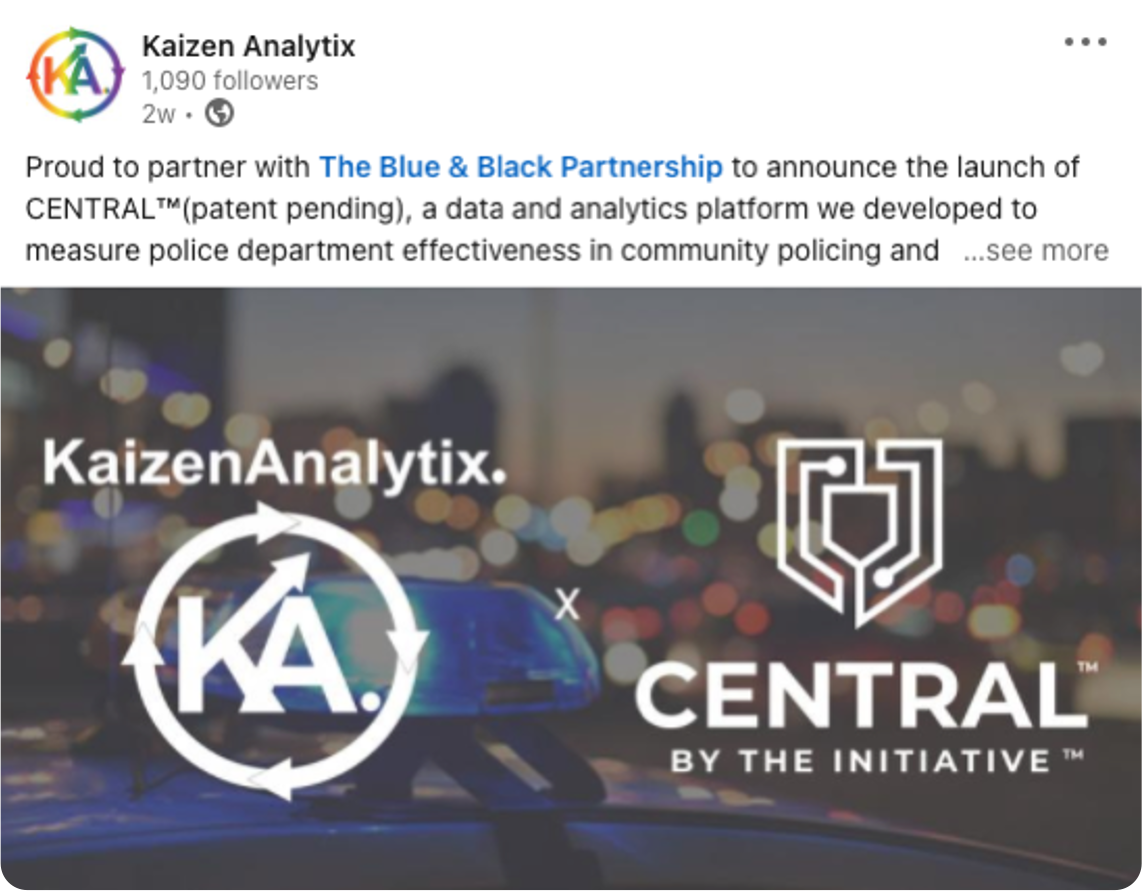 KA.
Kaizen Analytix
1,090 followers
2w •
Proud to partner with The Blue & Black Partnership to announce the launch of
CENTRAL™(patent pending), a data and analytics platform we developed to
measure police department effectiveness in community policing and ...see more
KaizenAnalytix.
KA.
X
CENTRAL™
BY THE INITIATIVE™